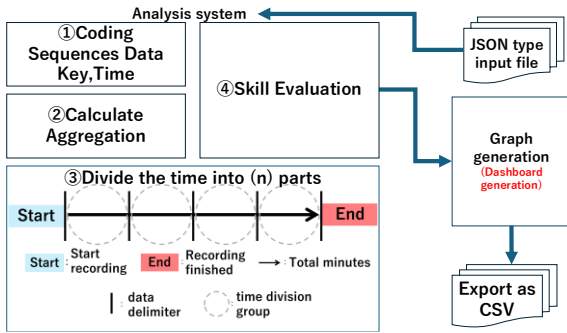 Analysis system
①Coding
Sequences Data
Key,Time
②Calculate
Aggregation
④Skill Evaluation
JSON type
input file
Graph
generation
(Dashboard
generation)
Export as
CSV
③Divide the time into (n) parts
Start
End
Start : Start
recording
End : Recording
finished
: Total minutes
: data
delimiter
: time division
group